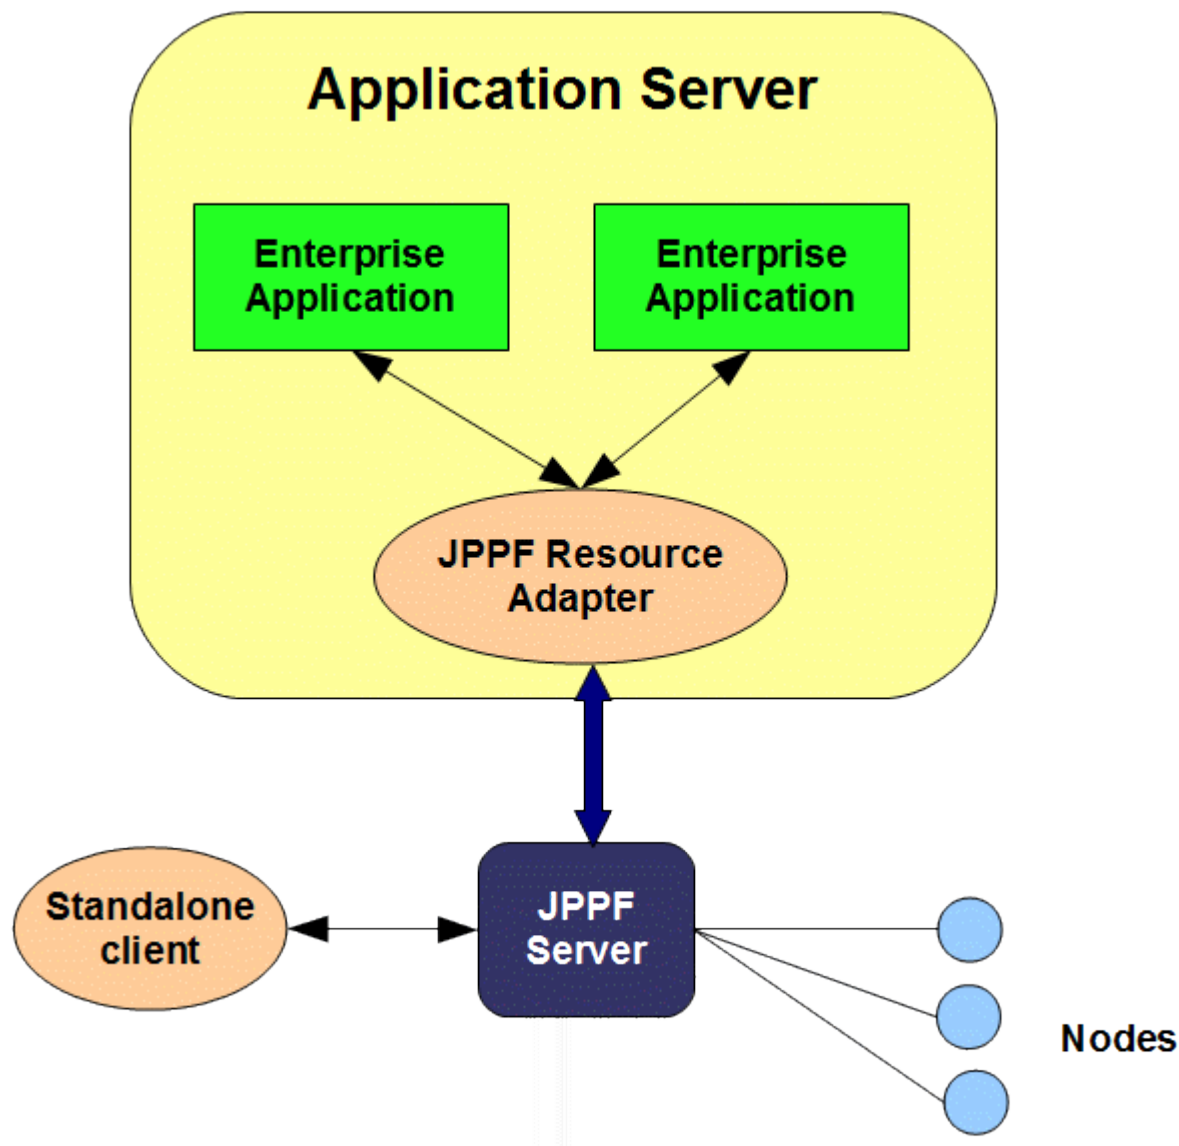 Application Server
Enterprise
Application
Enterprise
Application
JPPF Resource
Adapter
Standalone
client
JPPF
Server
Nodes